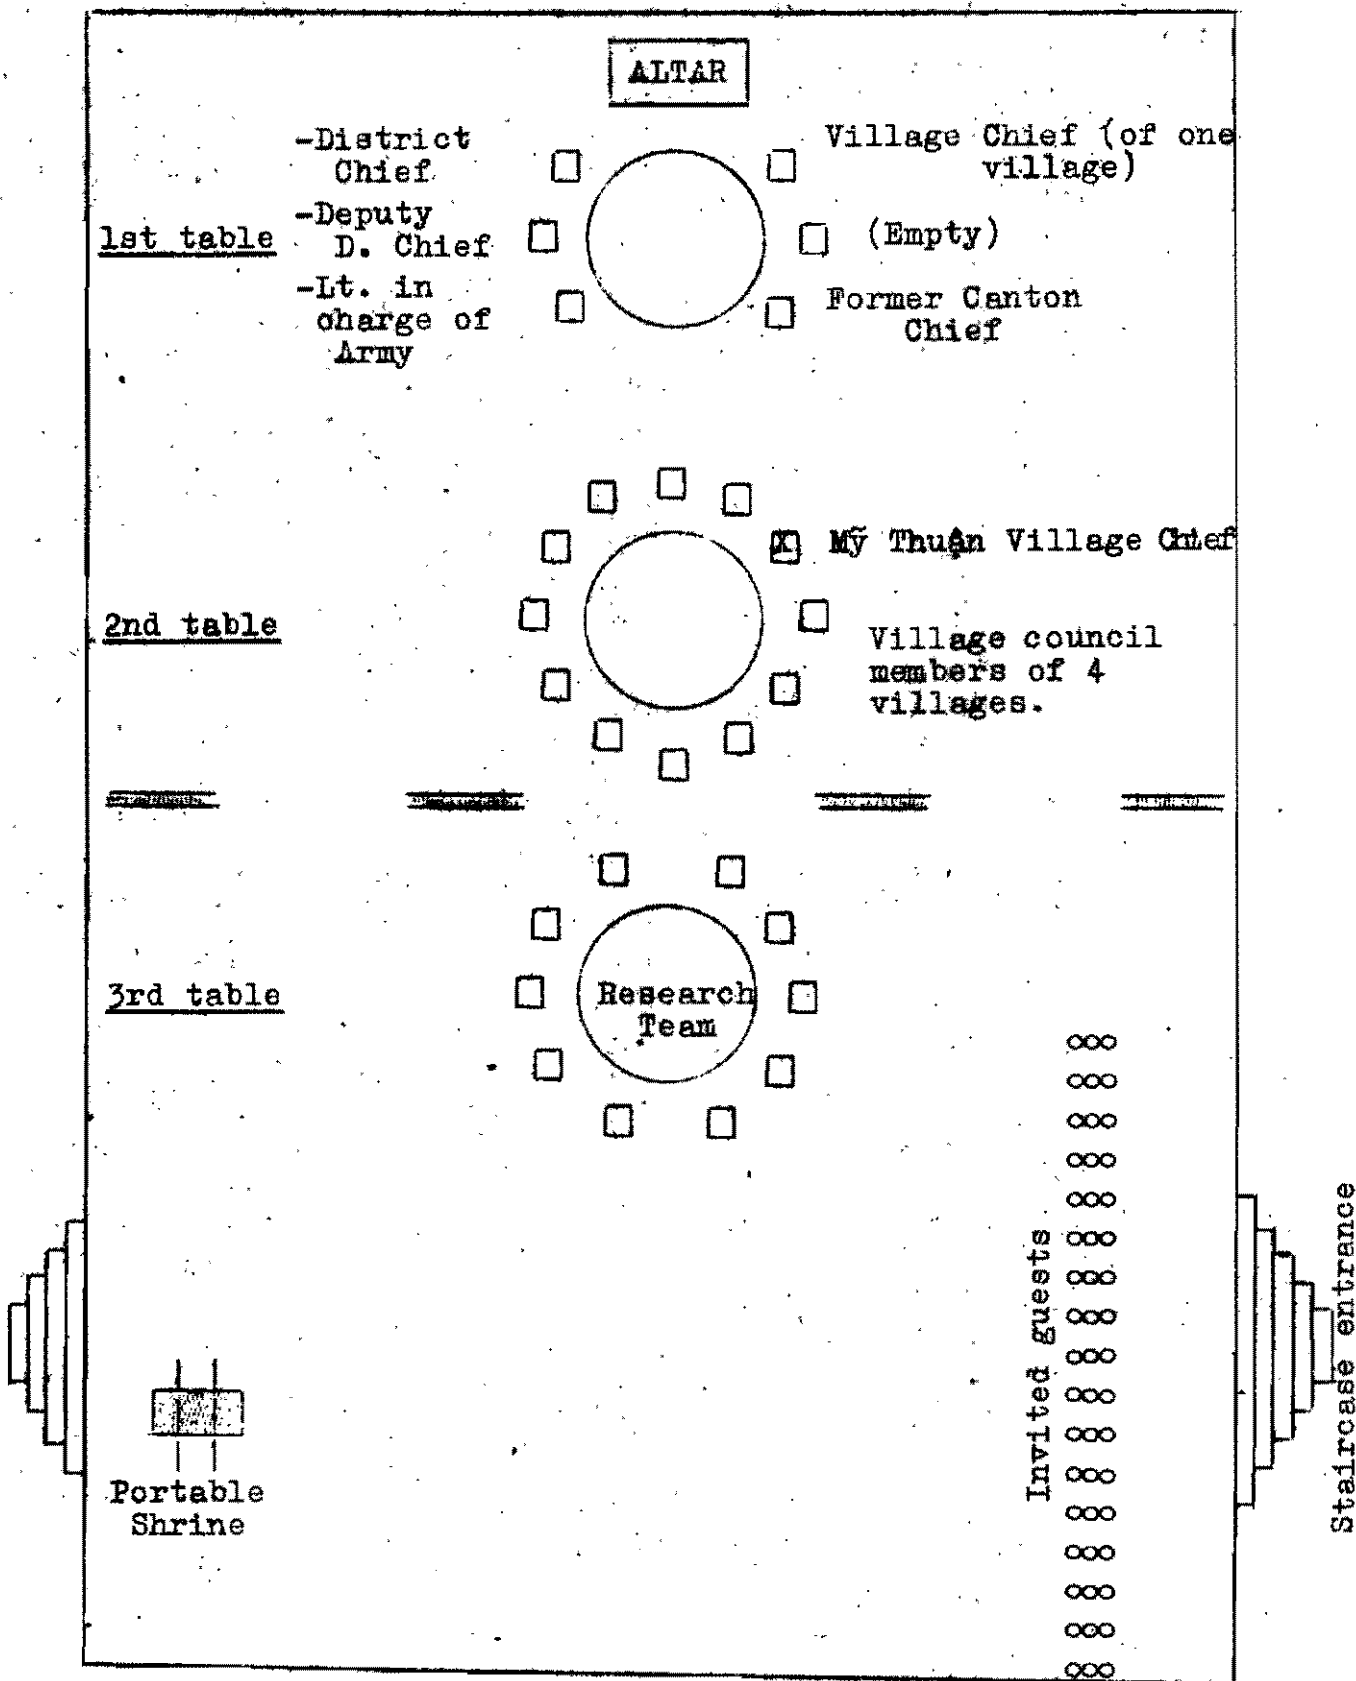 ALTAR
-District
Chief
-Deputy
D. Chief
-Lt. in
charge of
Army
1st table
Village Chief (of one
village)
(Empty)
Former Canton
Chief
X Mỹ Thuận Village Chief
2nd table
Village council
members of 4
villages.
3rd table
Research
Team
Invited guests
Staircase entrance
Portable
Shrine